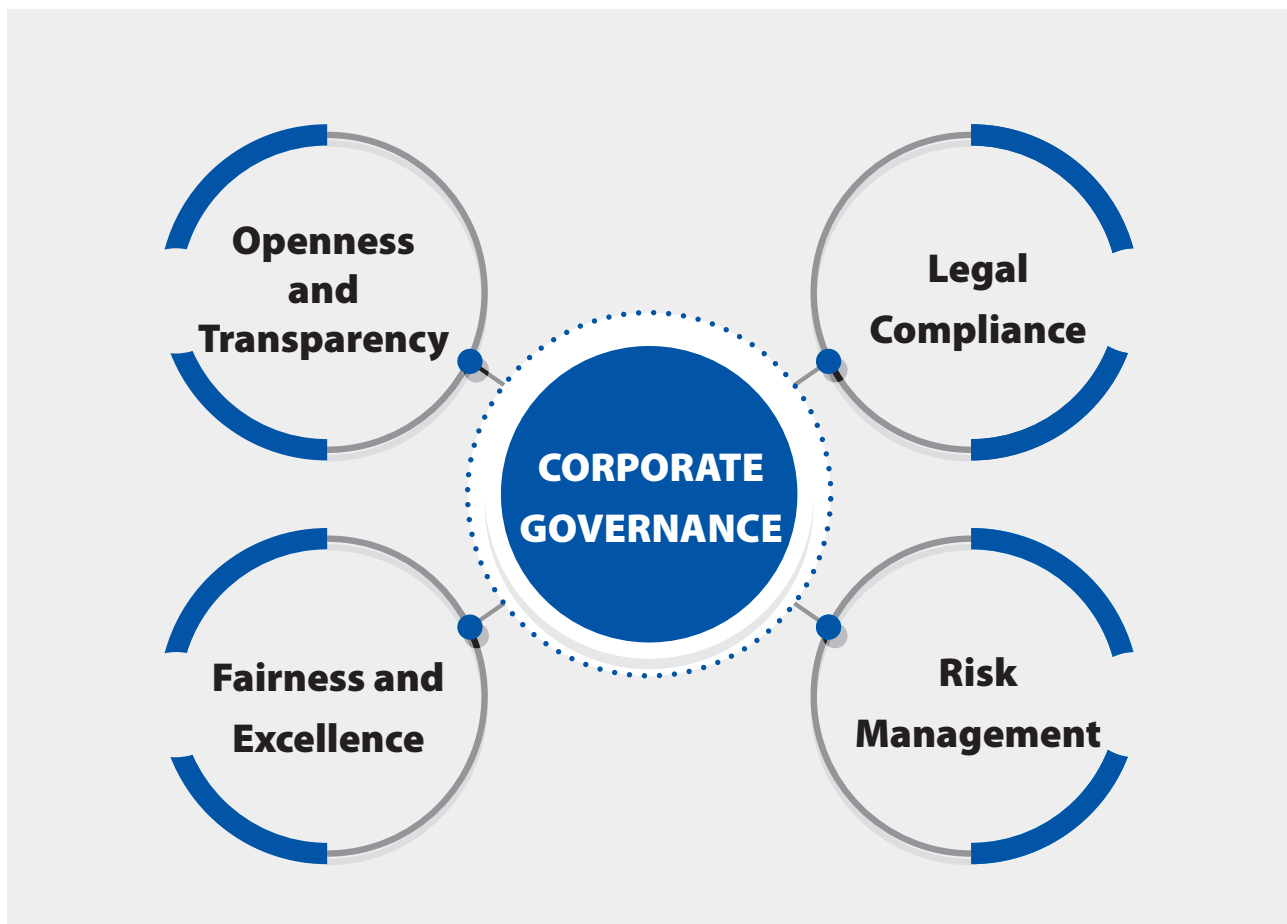 Openness
and
Transparency
Legal
Compliance
CORPORATE
GOVERNANCE
Fairness and
Excellence
Risk
Management